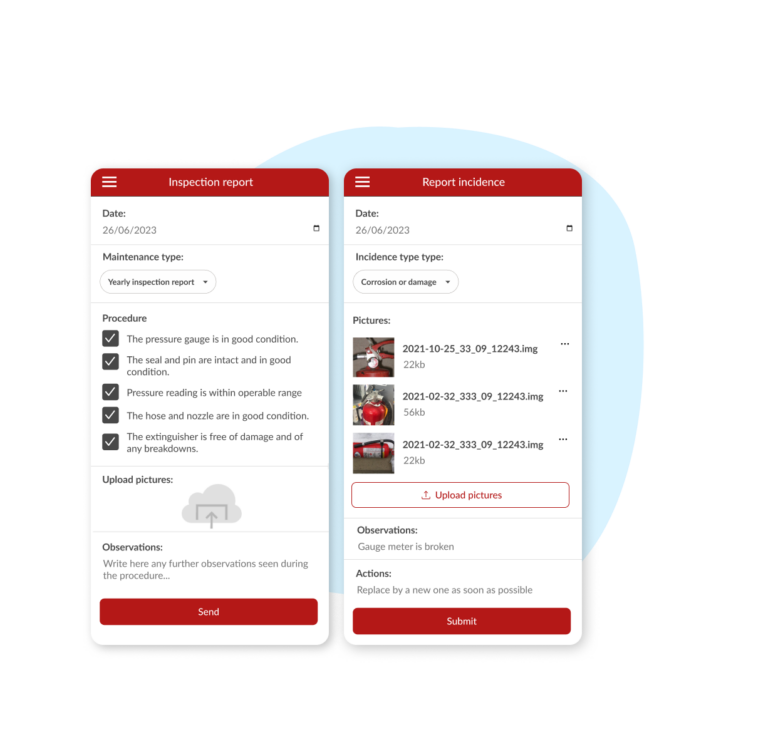 Inspection report
Date:
26/06/2023
Maintenance type:
Yearly inspection report
Procedure
The pressure gauge is in good condition.
The seal and pin are intact and in good
condition.
Pressure reading is within operable range
The hose and nozzle are in good condition.
The extinguisher is free of damage and of
any breakdowns.
Upload pictures:
Observations:
Write here any further observations seen during
the procedure...
Send
Report incidence
Date:
26/06/2023
Incidence type type:
Corrosion or damage
Pictures:
2021-10-25_33_09_12243.img
22kb
2021-02-32_333_09_12243.img
56kb
2021-02-32_333_09_12243.img
22kb
Upload pictures
Observations:
Gauge meter is broken
Actions:
Replace by a new one as soon as possible
Submit